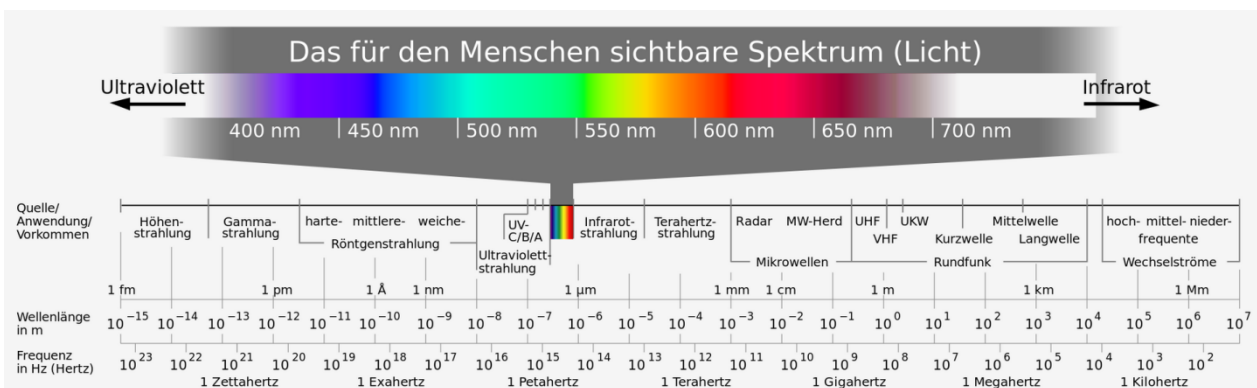 Das für den Menschen sichtbare Spektrum (Licht)
Ultraviolett
Infrarot
400 nm | 450 nm | 500 nm | 550 nm | 600 nm | 650 nm | 700 nm
Quelle/
Anwendung/
Vorkommen
Höhen-
strahlung
Gamma-
strahlung
harte- mittlere- weiche-
Röntgenstrahlung
UV-
C/B/A
Ultraviolett-
strahlung
Infrarot-
strahlung
Terahertz-
strahlung
Radar MW-Herd
Mikrowellen
UHF UKW Mittelwelle
VHF Kurzwelle Langwelle
Rundfunk
hoch- mittel- nieder-
frequente
Wechselströme
1 fm 1 pm 1 Å 1 nm 1 µm 1 mm 1 cm 1 m 1 km 1 Mm
Wellenlänge
in m
10⁻¹⁵ 10⁻¹⁴ 10⁻¹³ 10⁻¹² 10⁻¹¹ 10⁻¹⁰ 10⁻⁹ 10⁻⁸ 10⁻⁷ 10⁻⁶ 10⁻⁵ 10⁻⁴ 10⁻³ 10⁻² 10⁻¹ 10⁰ 10¹ 10² 10³ 10⁴ 10⁵ 10⁶ 10⁷
Frequenz
in Hz (Hertz)
10²³ 10²² 10²¹ 10²⁰ 10¹⁹ 10¹⁸ 10¹⁷ 10¹⁶ 10¹⁵ 10¹⁴ 10¹³ 10¹² 10¹¹ 10¹⁰ 10⁹ 10⁸ 10⁷ 10⁶ 10⁵ 10⁴ 10³ 10²
1 Zettahertz 1 Exahertz 1 Petahertz 1 Terahertz 1 Gigahertz 1 Megahertz 1 Kilohertz